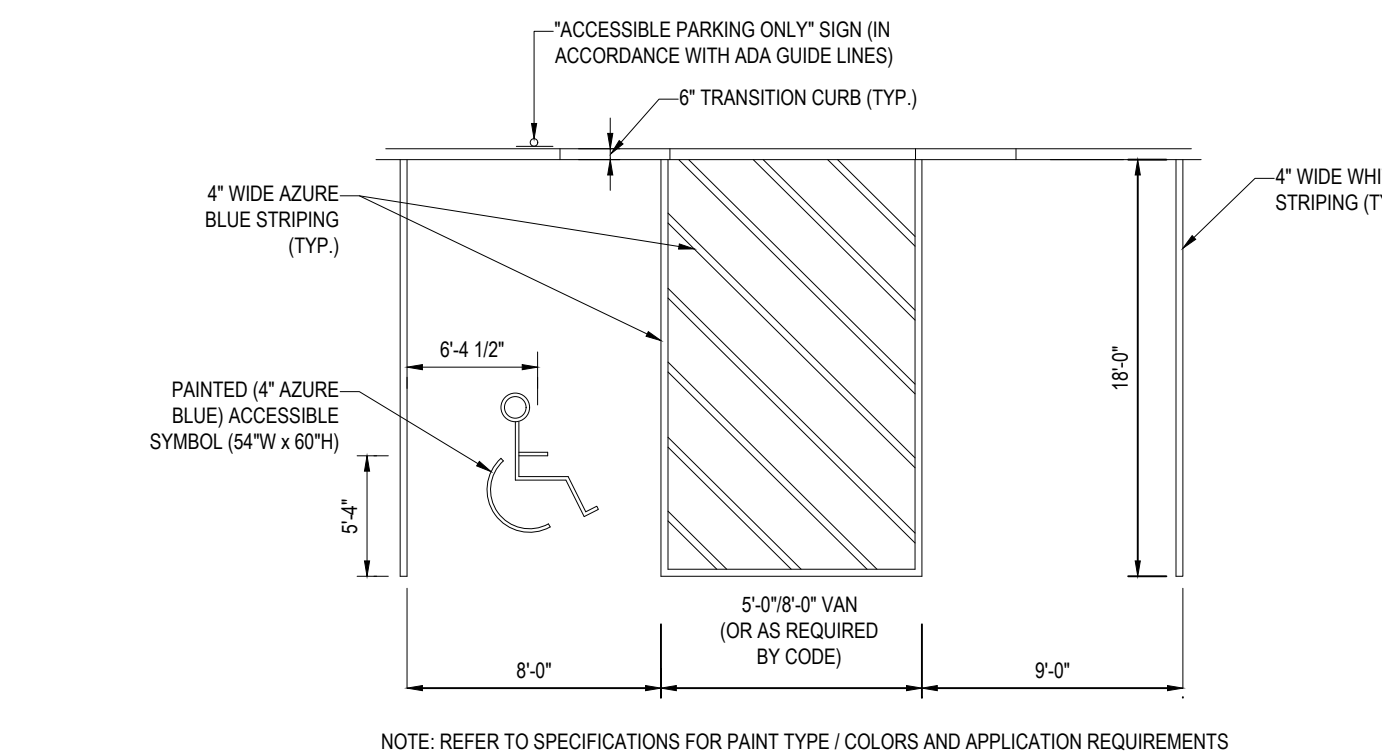 "ACCESSIBLE PARKING ONLY" SIGN (IN
ACCORDANCE WITH ADA GUIDE LINES)
6" TRANSITION CURB (TYP.)
4" WIDE AZURE
BLUE STRIPING
(TYP.)
4" WIDE
STRIPING
6'-4 1/2"
18'-0"
PAINTED (4" AZURE
BLUE) ACCESSIBLE
SYMBOL (54"W x 60"H)
5'-4"
5'-0"/8'-0" VAN
(OR AS REQUIRED
BY CODE)
8'-0"
9'-0"
NOTE: REFER TO SPECIFICATIONS FOR PAINT TYPE / COLORS AND APPLICATION REQUIREMENTS